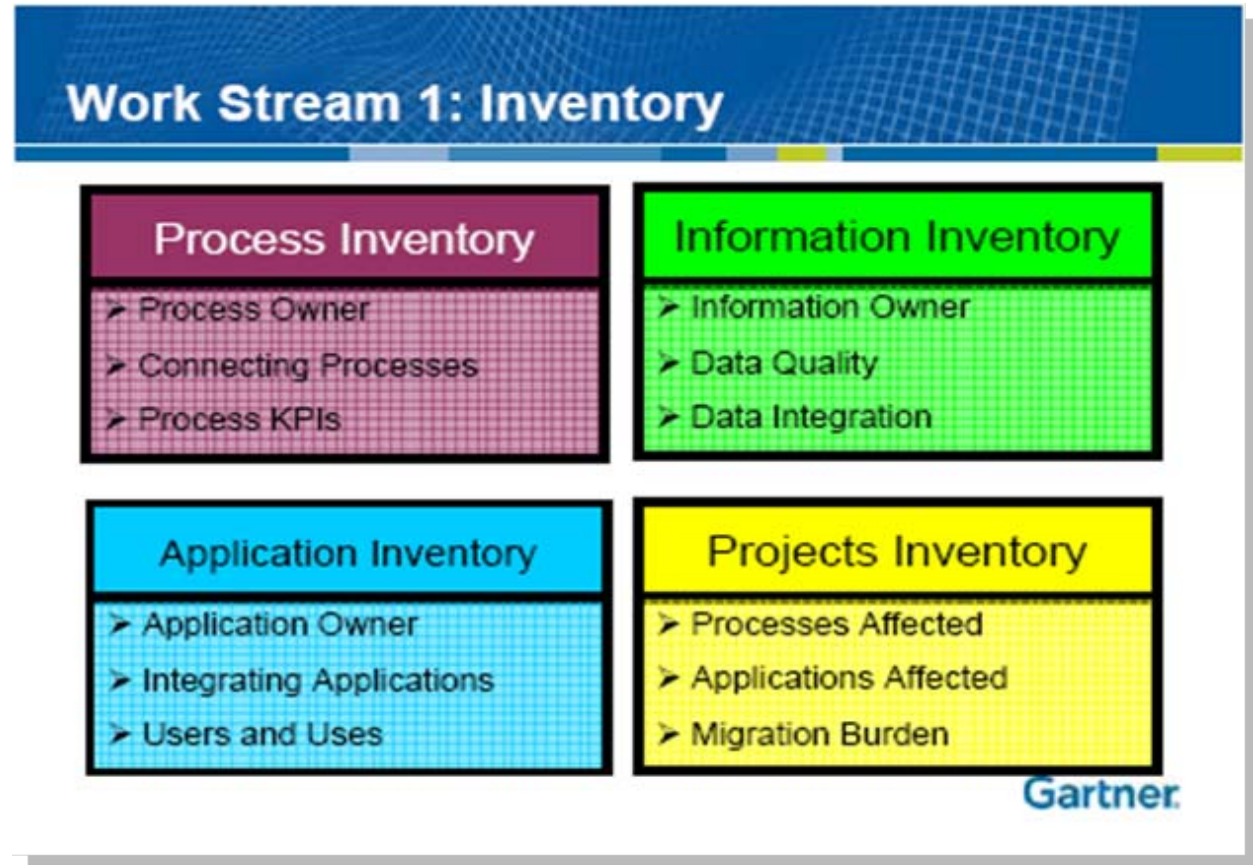 Work Stream 1: Inventory
Process Inventory
➢ Process Owner
➢ Connecting Processes
➢ Process KPIs
Information Inventory
➢ Information Owner
➢ Data Quality
➢ Data Integration
Application Inventory
➢ Application Owner
➢ Integrating Applications
➢ Users and Uses
Projects Inventory
➢ Processes Affected
➢ Applications Affected
➢ Migration Burden
Gartner